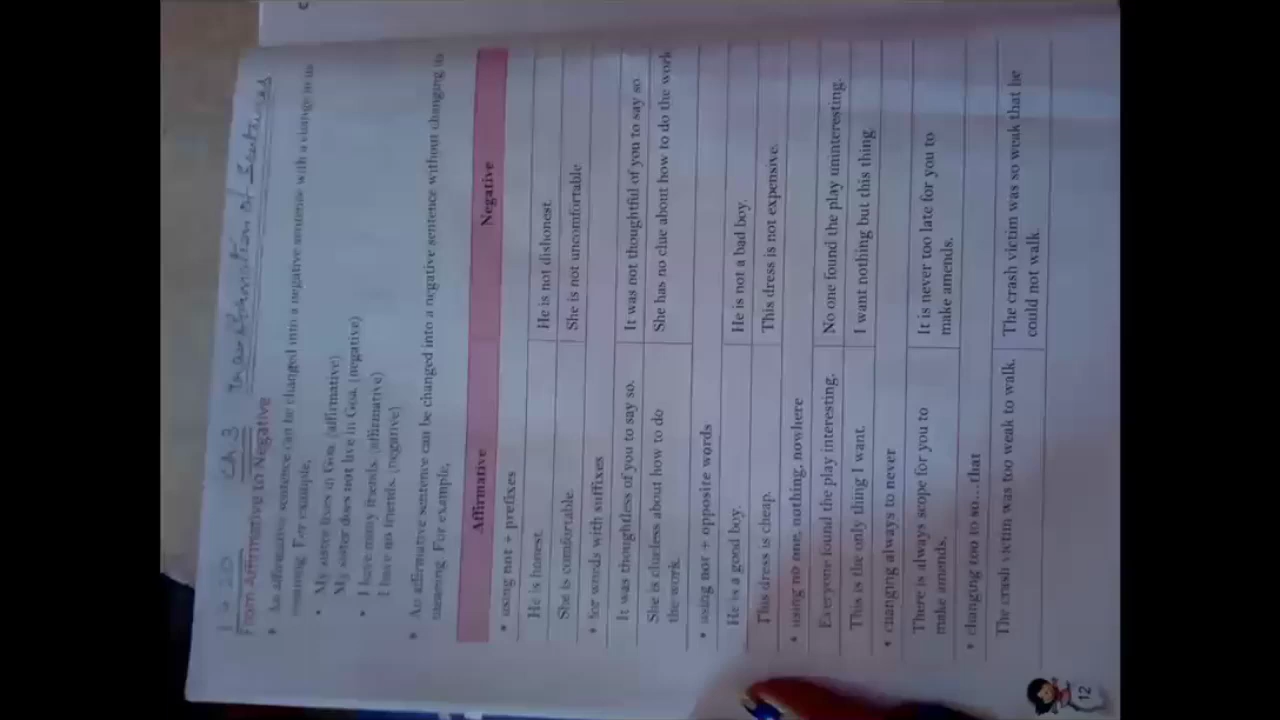 Ch. 3 Transformation of Sentences
From Affirmative to Negative
• An affirmative sentence can be changed into a negative sentence with a change in its
meaning. For example,
• My sister lives in Goa. (affirmative)
My sister does not live in Goa. (negative)
• I have many friends. (affirmative)
I have no friends. (negative)
• An affirmative sentence can be changed into a negative sentence without changing its
meaning. For example,
Affirmative Negative
• using not + prefixes
He is honest. He is not dishonest.
She is comfortable. She is not uncomfortable
• for words with suffixes
It was thoughtless of you to say so. It was not thoughtful of you to say so
She is clueless about how to do She has no clue about how to do the work
the work.
• using not + opposite words
He is a good boy. He is not a bad boy.
This dress is cheap. This dress is not expensive.
• using no one, nothing, nowhere
Everyone found the play interesting. No one found the play uninteresting.
This is the only thing I want. I want nothing but this thing.
• changing always to never
There is always scope for you to It is never too late for you to
make amends. make amends.
• changing too to so...that
The crash victim was too weak to walk. The crash victim was so weak that he
could not walk.
12